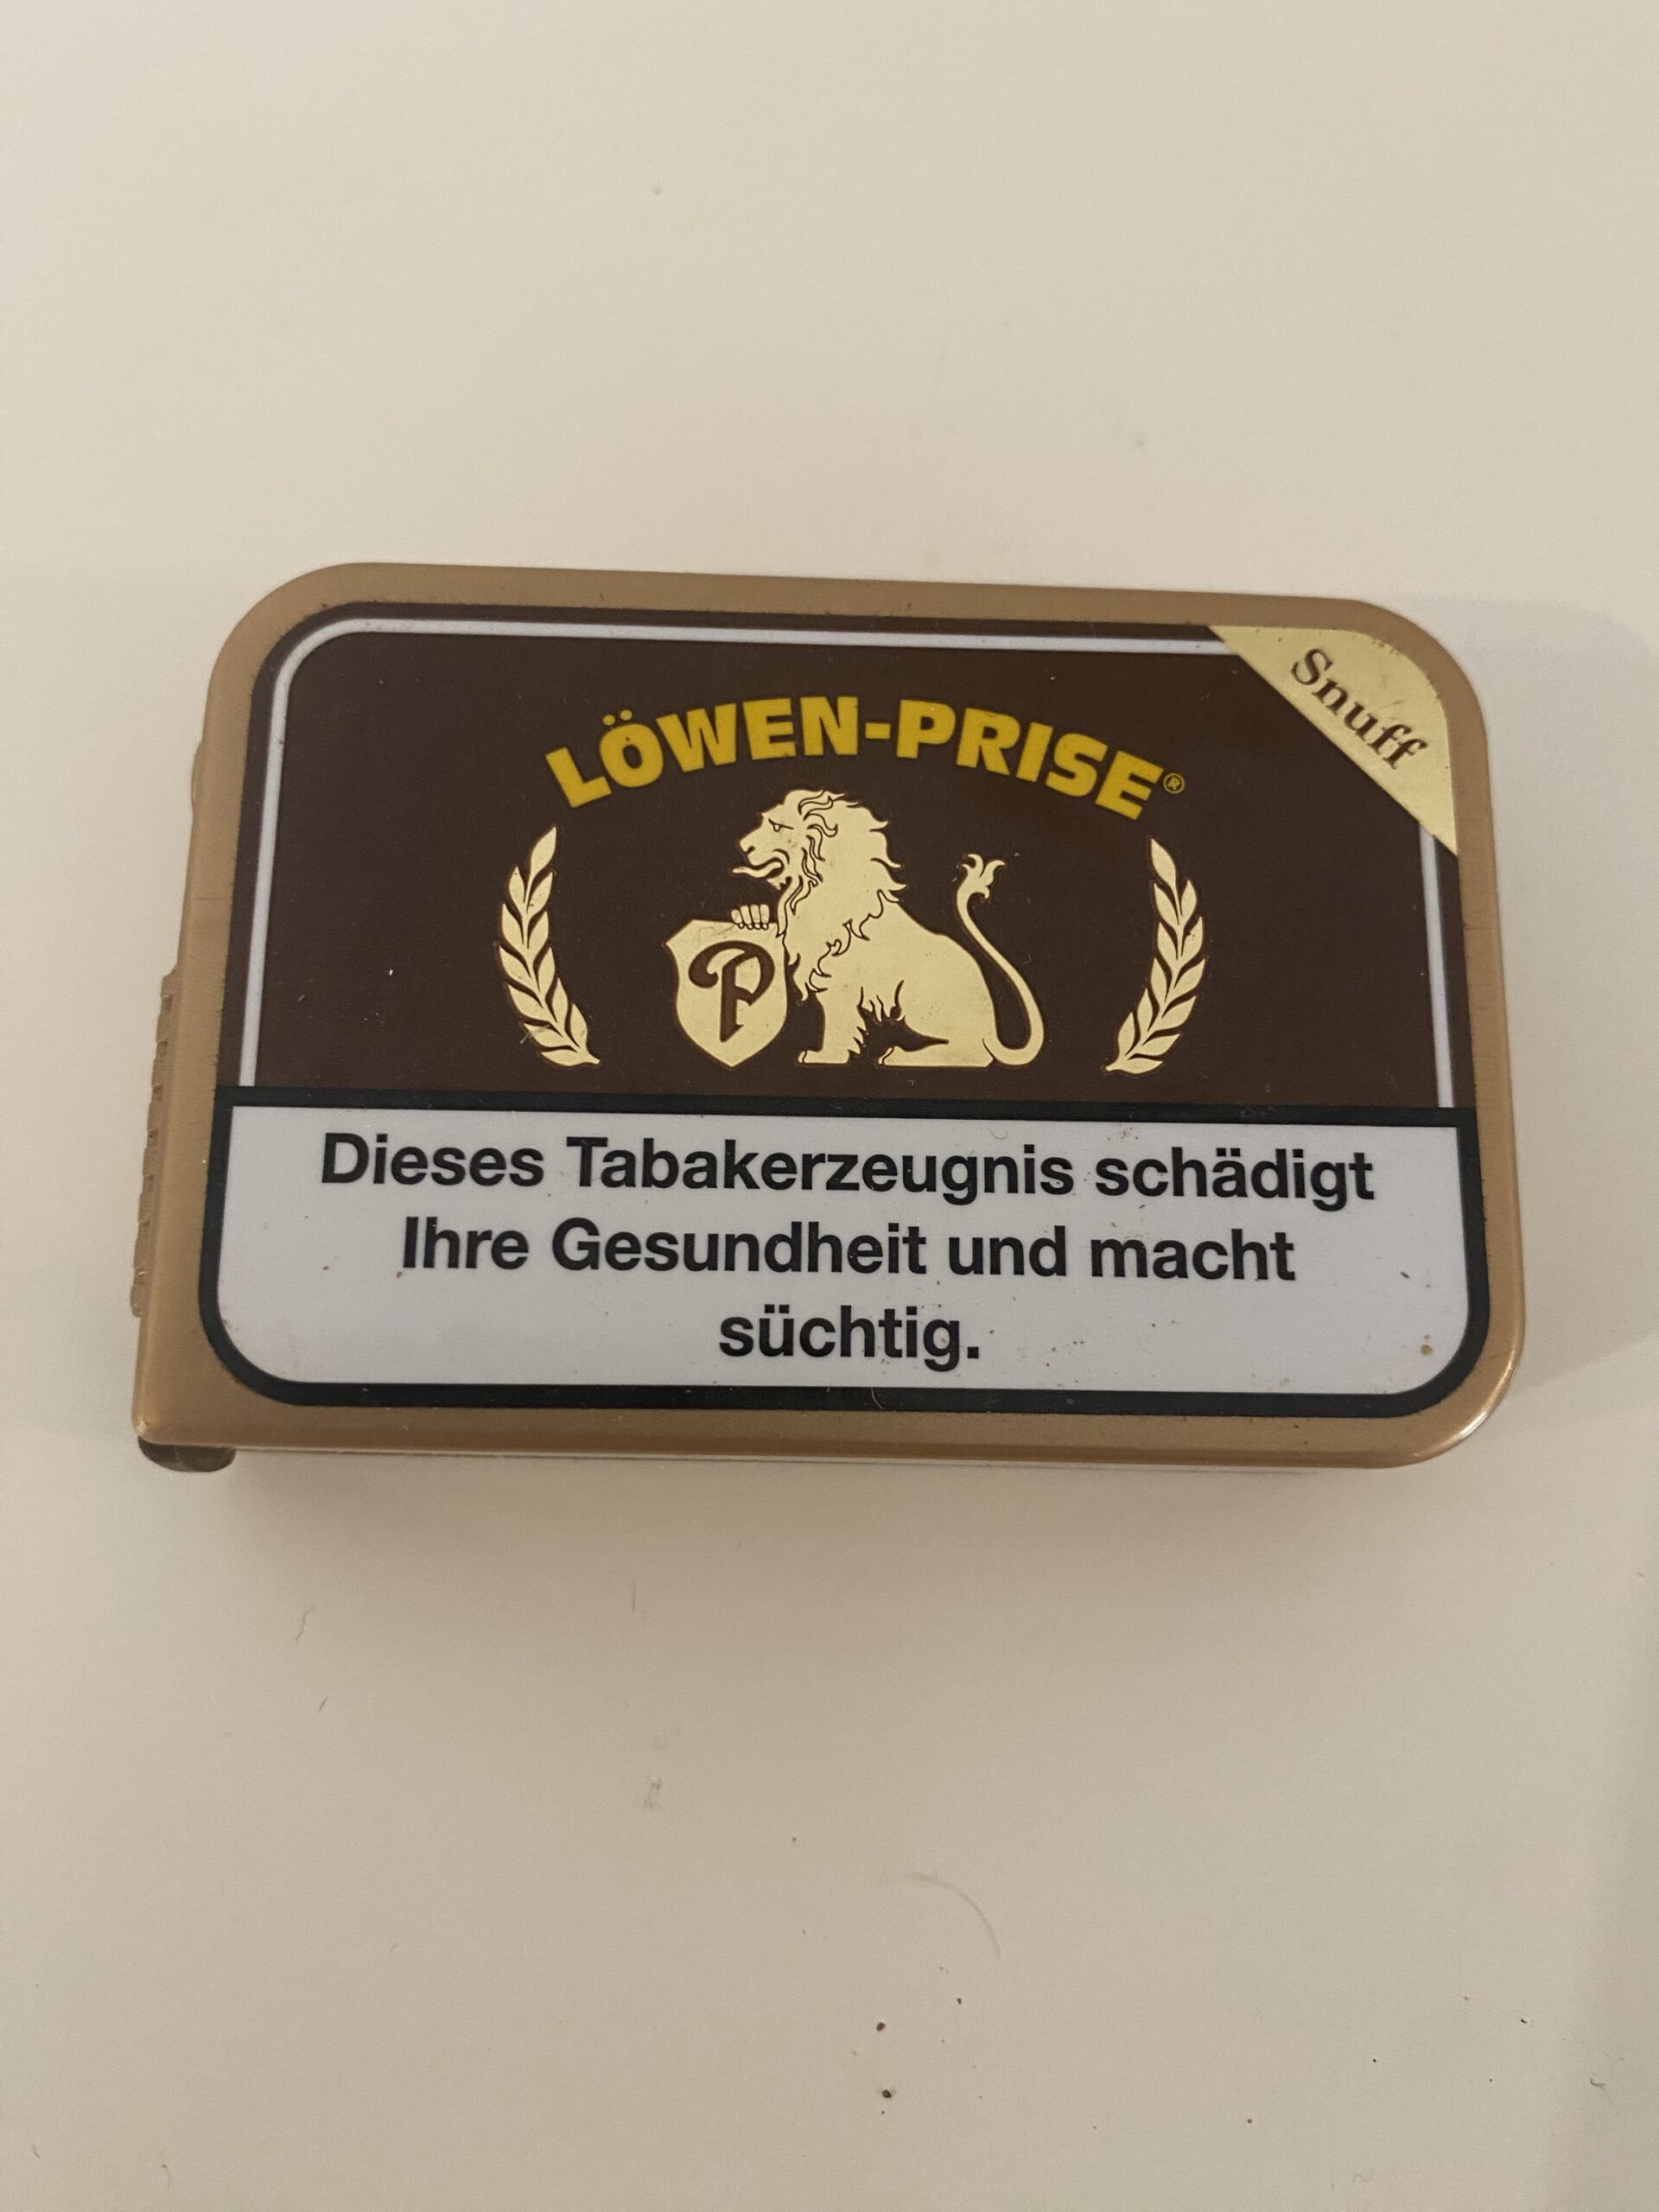 Snuff
LÖWEN-PRISE®
P
Dieses Tabakerzeugnis schädigt
Ihre Gesundheit und macht
süchtig.